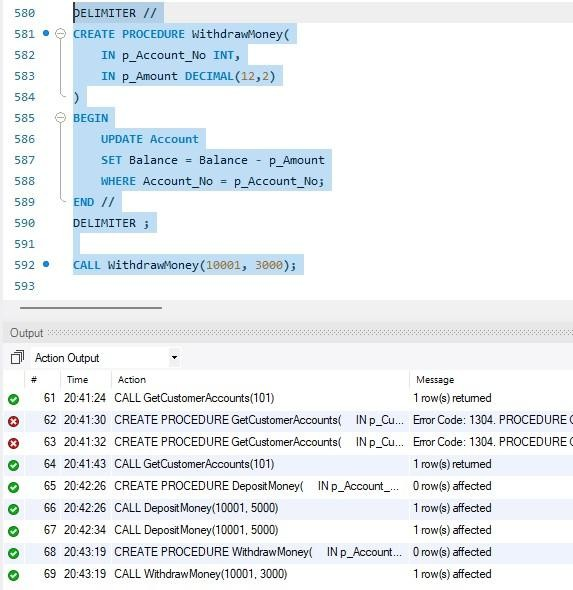 580 DELIMITER //
581 CREATE PROCEDURE WithdrawMoney(
582 IN p_Account_No INT,
583 IN p_Amount DECIMAL(12,2)
584 )
585 BEGIN
586 UPDATE Account
587 SET Balance = Balance - p_Amount
588 WHERE Account_No = p_Account_No;
589 END //
590 DELIMITER ;
591
592 CALL WithdrawMoney(10001, 3000);
593
Output
Action Output
# Time Action Message
61 20:41:24 CALL GetCustomerAccounts(101) 1 row(s) returned
62 20:41:30 CREATE PROCEDURE GetCustomerAccounts( IN p_Cu... Error Code: 1304. PROCEDURE
63 20:41:32 CREATE PROCEDURE GetCustomerAccounts( IN p_Cu... Error Code: 1304. PROCEDURE
64 20:41:43 CALL GetCustomerAccounts(101) 1 row(s) returned
65 20:42:26 CREATE PROCEDURE DepositMoney( IN p_Account_... 0 row(s) affected
66 20:42:26 CALL DepositMoney(10001, 5000) 1 row(s) affected
67 20:42:34 CALL DepositMoney(10001, 5000) 1 row(s) affected
68 20:43:19 CREATE PROCEDURE WithdrawMoney( IN p_Account... 0 row(s) affected
69 20:43:19 CALL WithdrawMoney(10001, 3000) 1 row(s) affected